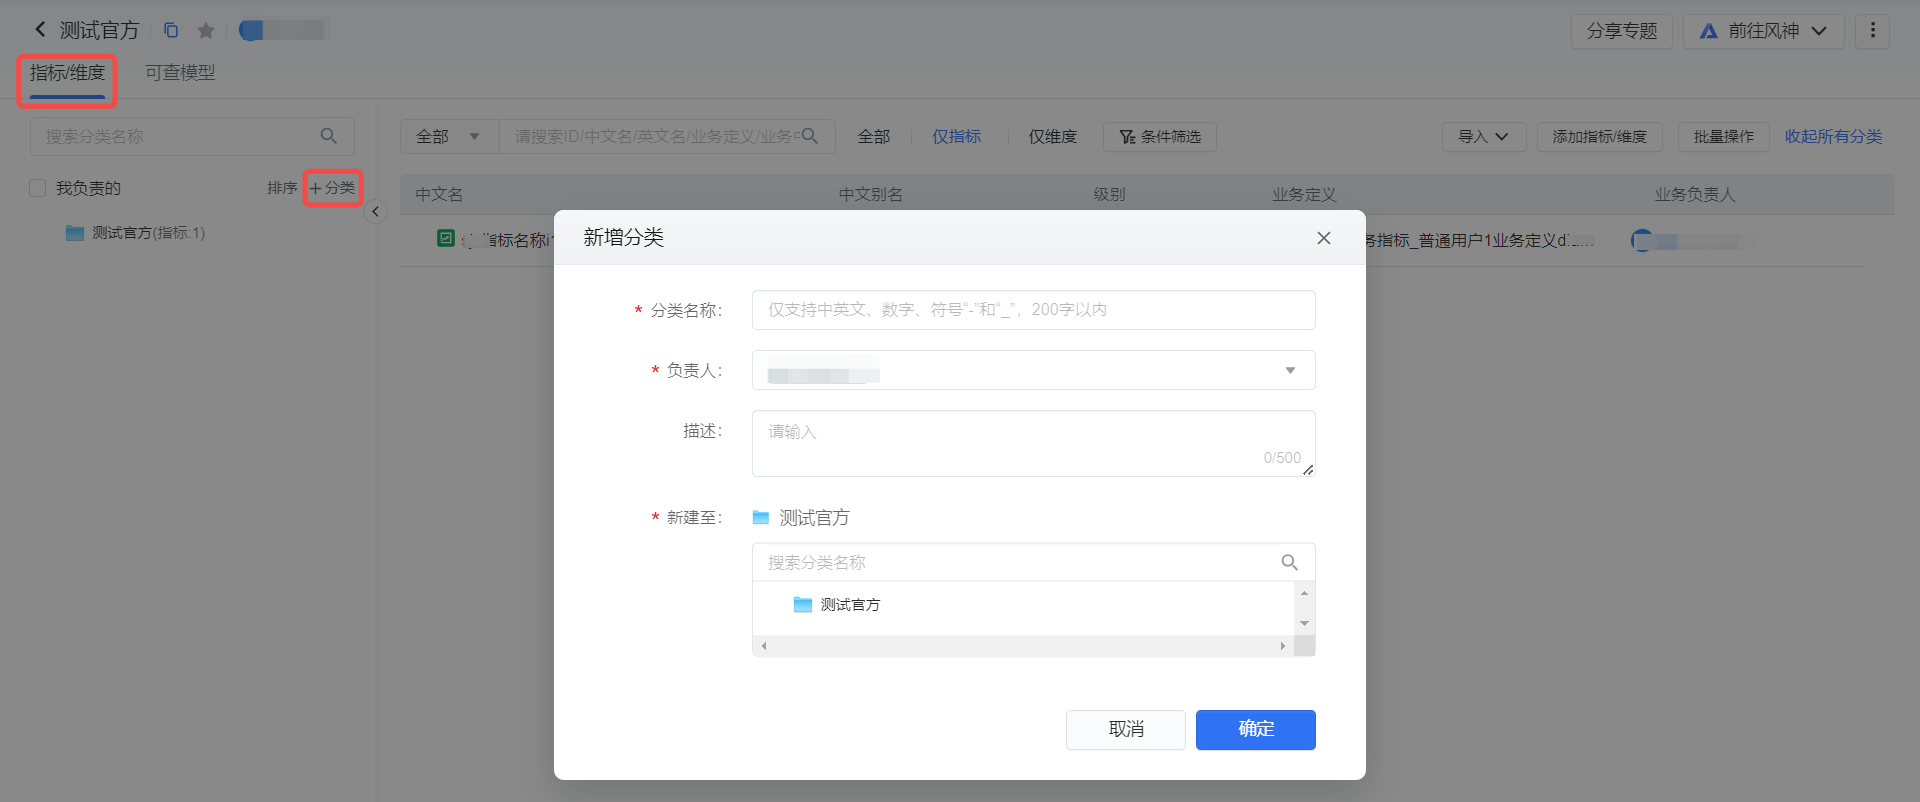 测试官方
分享专题
前往风神
指标/维度
可查模型
搜索分类名称
全部
请搜索ID/中文名/英文名/业务定义/业务
全部
仅指标
仅维度
条件筛选
导入
添加指标/维度
批量操作
收起所有分类
我负责的
排序
+分类
测试官方(指标:1)
中文名
中文别名
级别
业务定义
业务负责人
指标名称
务指标_普通用户1业务定义
新增分类
* 分类名称:
仅支持中英文、数字、符号“-”和“_”，200字以内
* 负责人:
描述:
请输入
0/500
* 新建至:
测试官方
搜索分类名称
测试官方
取消
确定